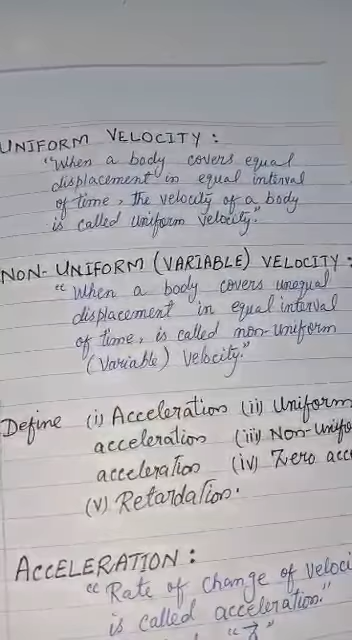 UNIFORM VELOCITY :
"When a body covers equal
displacement in equal interval
of time, the velocity of a body
is called uniform velocity."
NON-UNIFORM (VARIABLE) VELOCITY :
"When a body covers unequal
displacement in equal interval
of time, is called non-uniform
(Variable) Velocity."
Define (i) Acceleration (ii) Uniform
acceleration (iii) Non-Unifo
acceleration (iv) Zero acc
(v) Retardation.
ACCELERATION :
"Rate of change of veloci
is called acceleration."